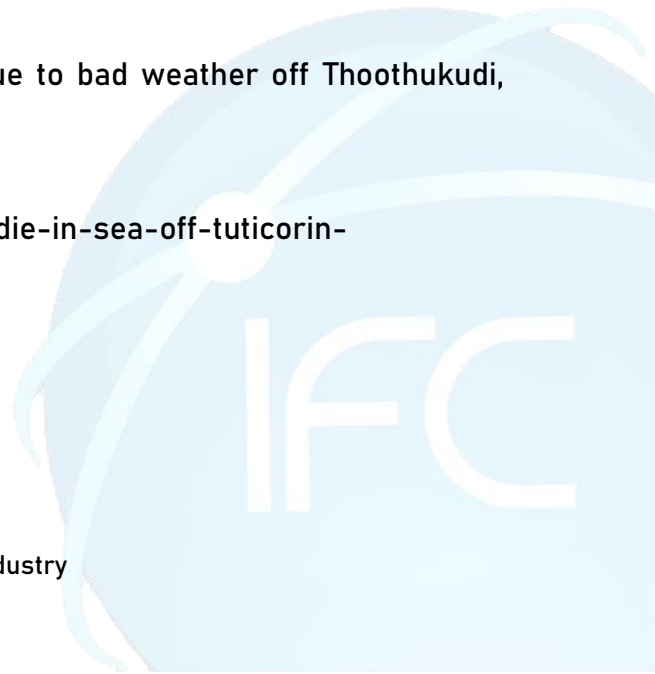 ue to bad weather off Thoothukudi,
die-in-sea-off-tuticorin-
IFC
dustry